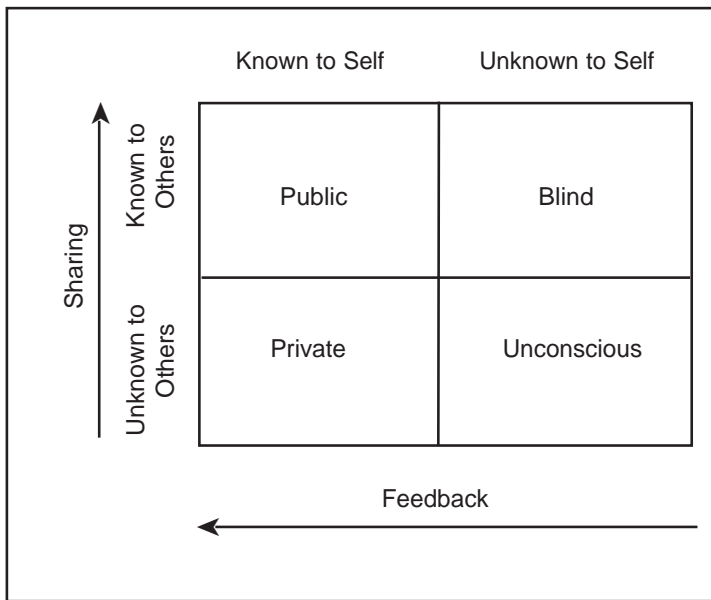 Known to Self
Unknown to Self
Known to
Others
Public
Blind
Sharing
Unknown to
Others
Private
Unconscious
Feedback